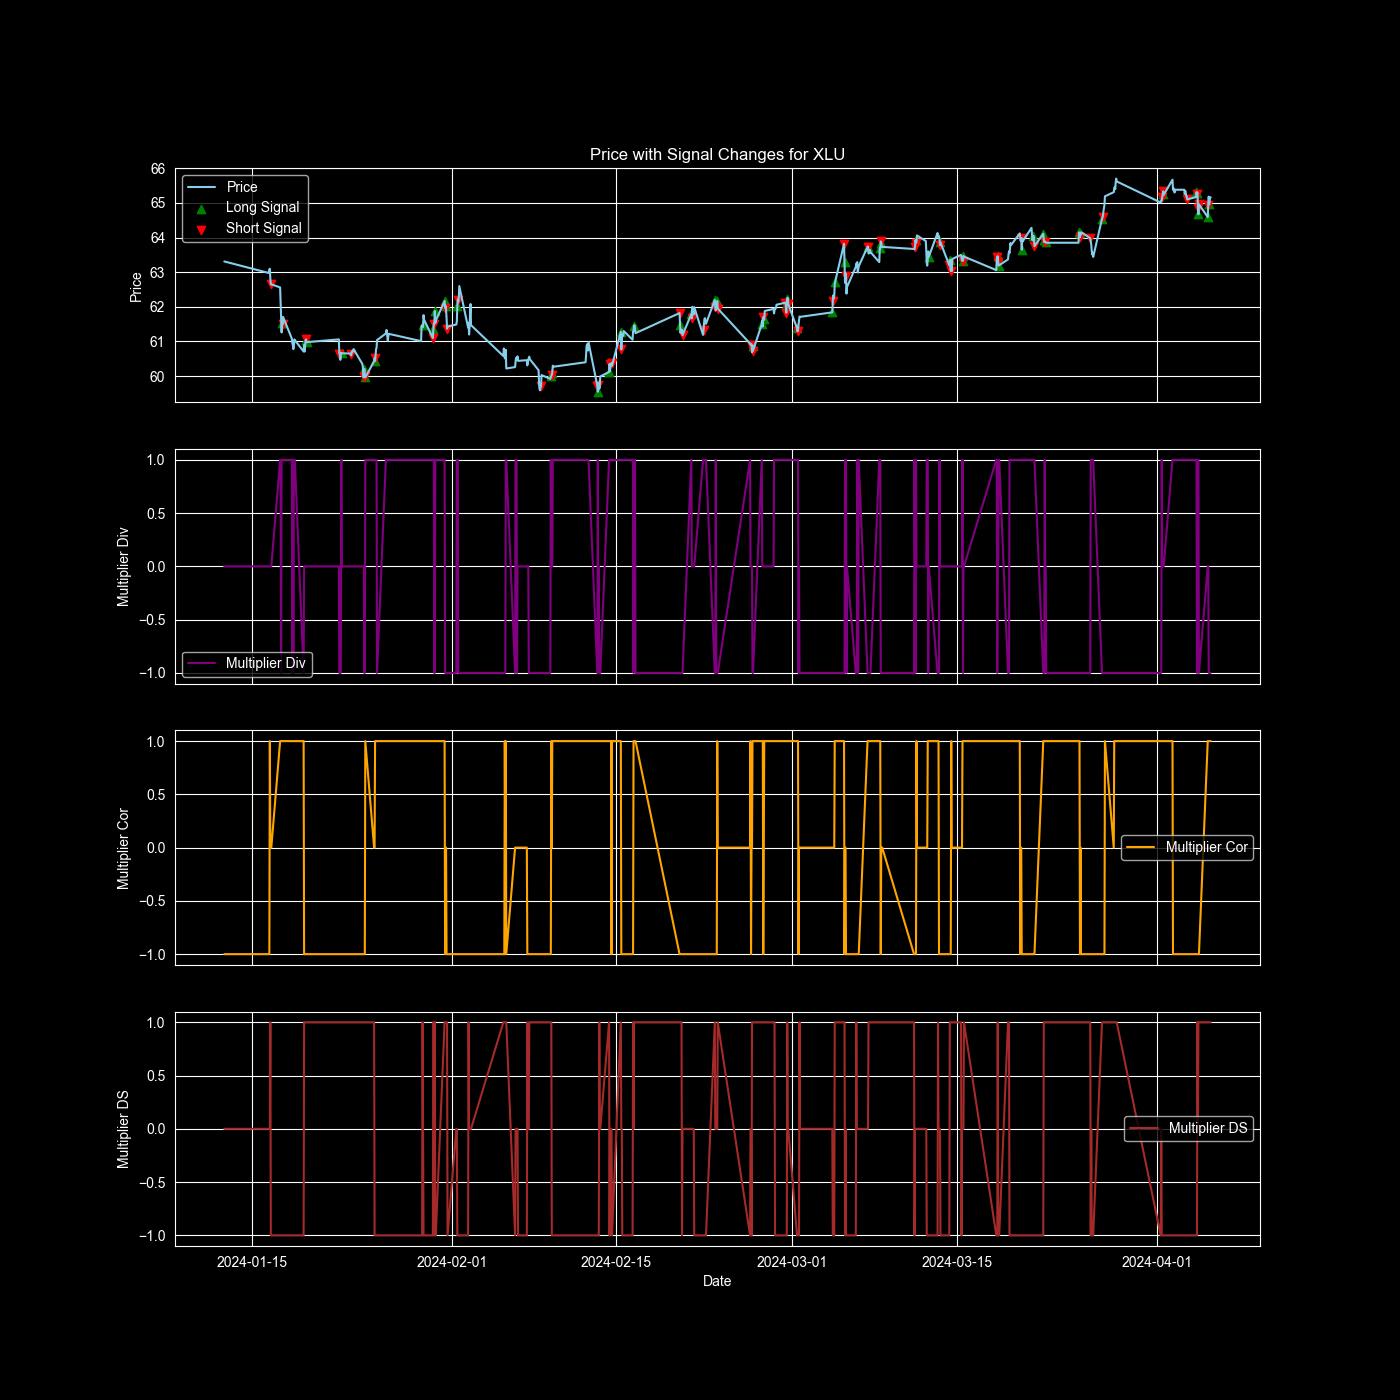 Price with Signal Changes for XLU
66
65
64
63
62
61
60
Price
Price
Long Signal
Short Signal
1.0
0.5
0.0
−0.5
−1.0
Multiplier Div
Multiplier Div
1.0
0.5
0.0
−0.5
−1.0
Multiplier Cor
Multiplier Cor
1.0
0.5
0.0
−0.5
−1.0
Multiplier DS
Multiplier DS
2024-01-15 2024-02-01 2024-02-15 2024-03-01 2024-03-15 2024-04-01
Date